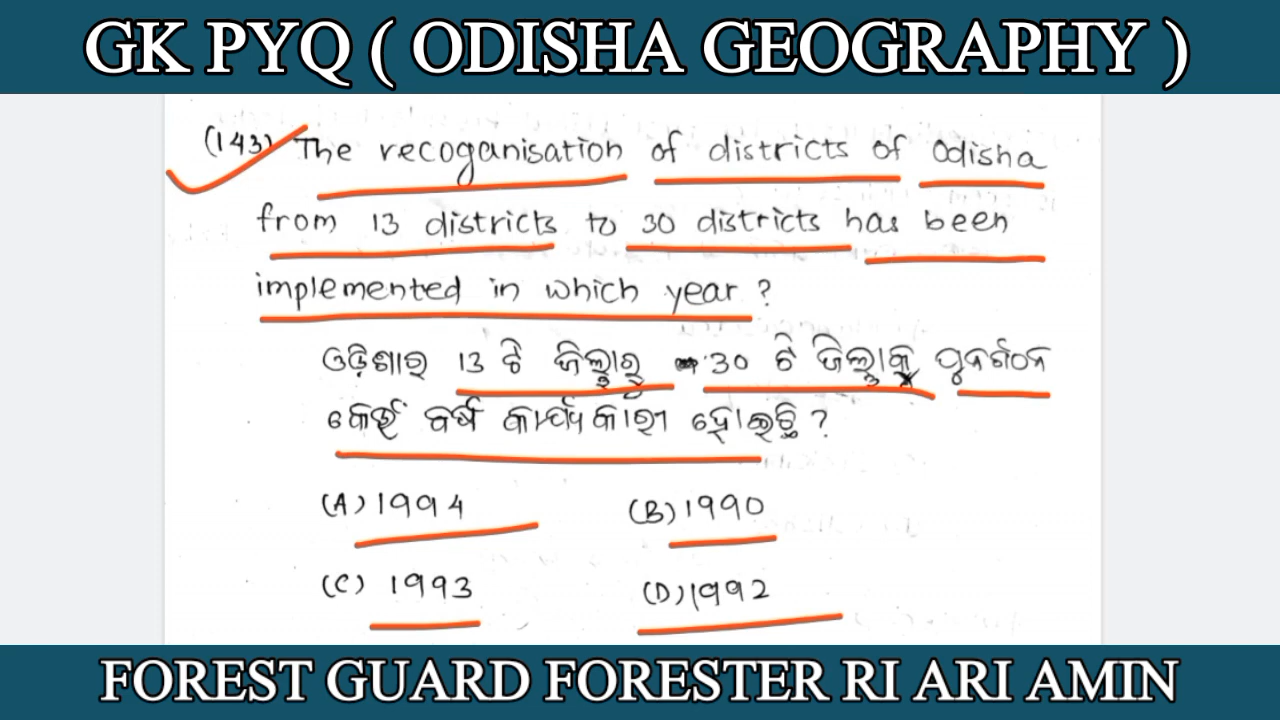 GK PYQ ( ODISHA GEOGRAPHY )
(143) The recoganisation of districts of Odisha
from 13 districts to 30 districts has been
implemented in which year ?
ଓଡ଼ିଶାର 13 ଟି ଜିଲ୍ଲାରୁ 30 ଟି ଜିଲ୍ଲାକୁ ପୁନର୍ଗଠନ
କେଉଁ ବର୍ଷ କାର୍ଯ୍ୟକାରୀ ହୋଇଛି ?
(A) 1994 (B) 1990
(C) 1993 (D) 1992
FOREST GUARD FORESTER RI ARI AMIN